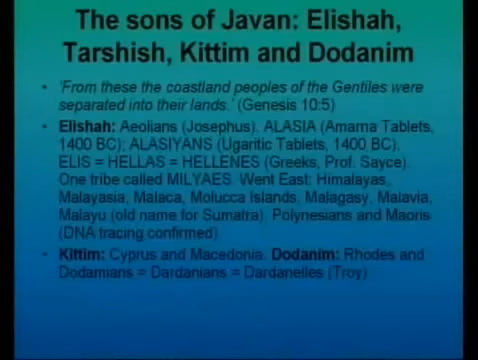 The sons of Javan: Elishah,
Tarshish, Kittim and Dodanim
• 'From these the coastland peoples of the Gentiles were
separated into their lands.' (Genesis 10:5)
• Elishah: Aeolians (Josephus). ALASIA (Amarna Tablets,
1400 BC); ALASIYANS (Ugaritic Tablets, 1400 BC).
ELIS = HELLAS = HELLENES (Greeks, Prof. Sayce).
One tribe called MILYAES. Went East: Himalayas,
Malayasia, Malaca, Molucca Islands, Malagasy, Malavia,
Malayu (old name for Sumatra). Polynesians and Maoris
(DNA tracing confirmed)
• Kittim: Cyprus and Macedonia. Dodanim: Rhodes and
Dodamians = Dardanians = Dardanelles (Troy)